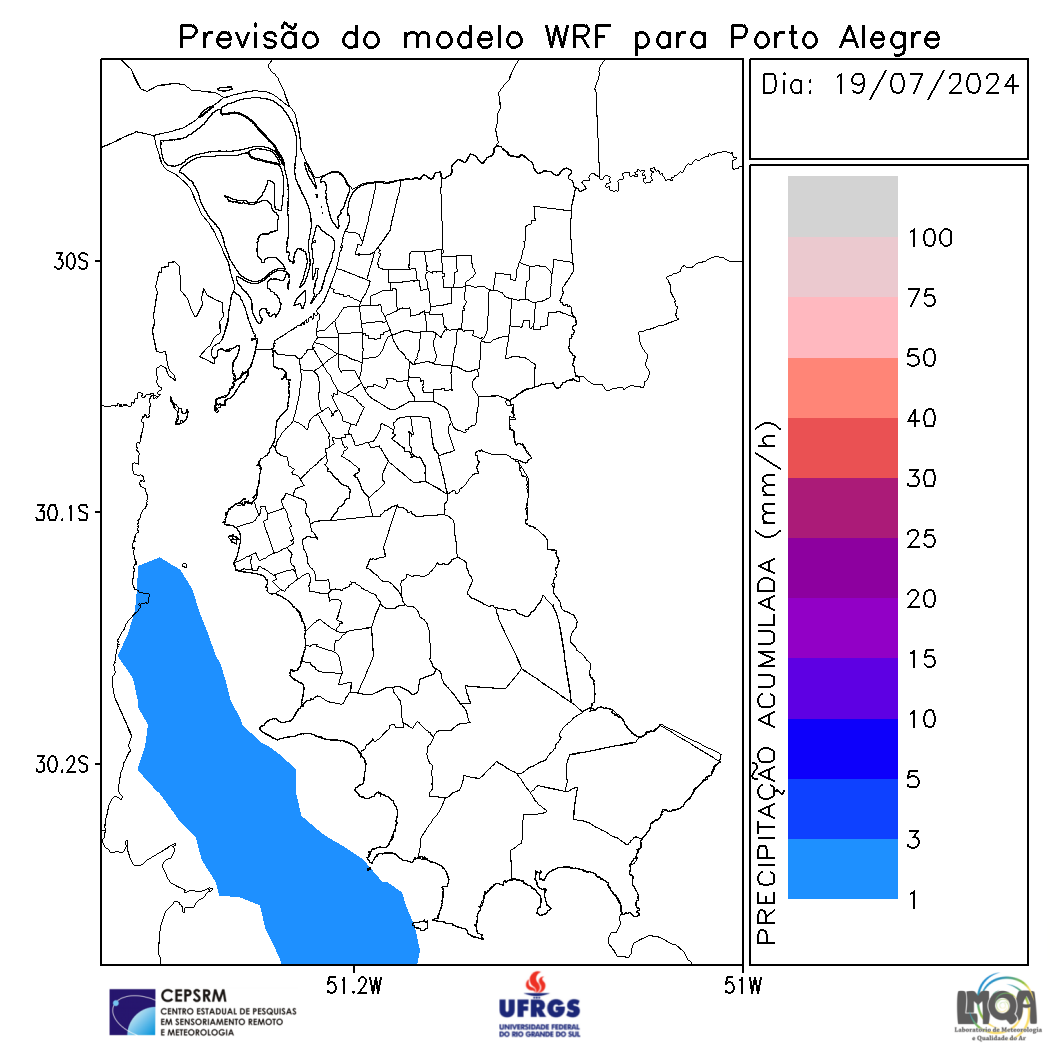 Previsão do modelo WRF para Porto Alegre
Dia: 19/07/2024
30S
30.1S
30.2S
51.2W
51W
PRECIPITAÇÃO ACUMULADA (mm/h)
100
75
50
40
30
25
20
15
10
5
3
1
CEPSRM
CENTRO ESTADUAL DE PESQUISAS
EM SENSORIAMENTO REMOTO
E METEOROLOGIA
UFRGS
UNIVERSIDADE FEDERAL
DO RIO GRANDE DO SUL
LMQA
Laboratório de Meteorologia
e Qualidade do Ar